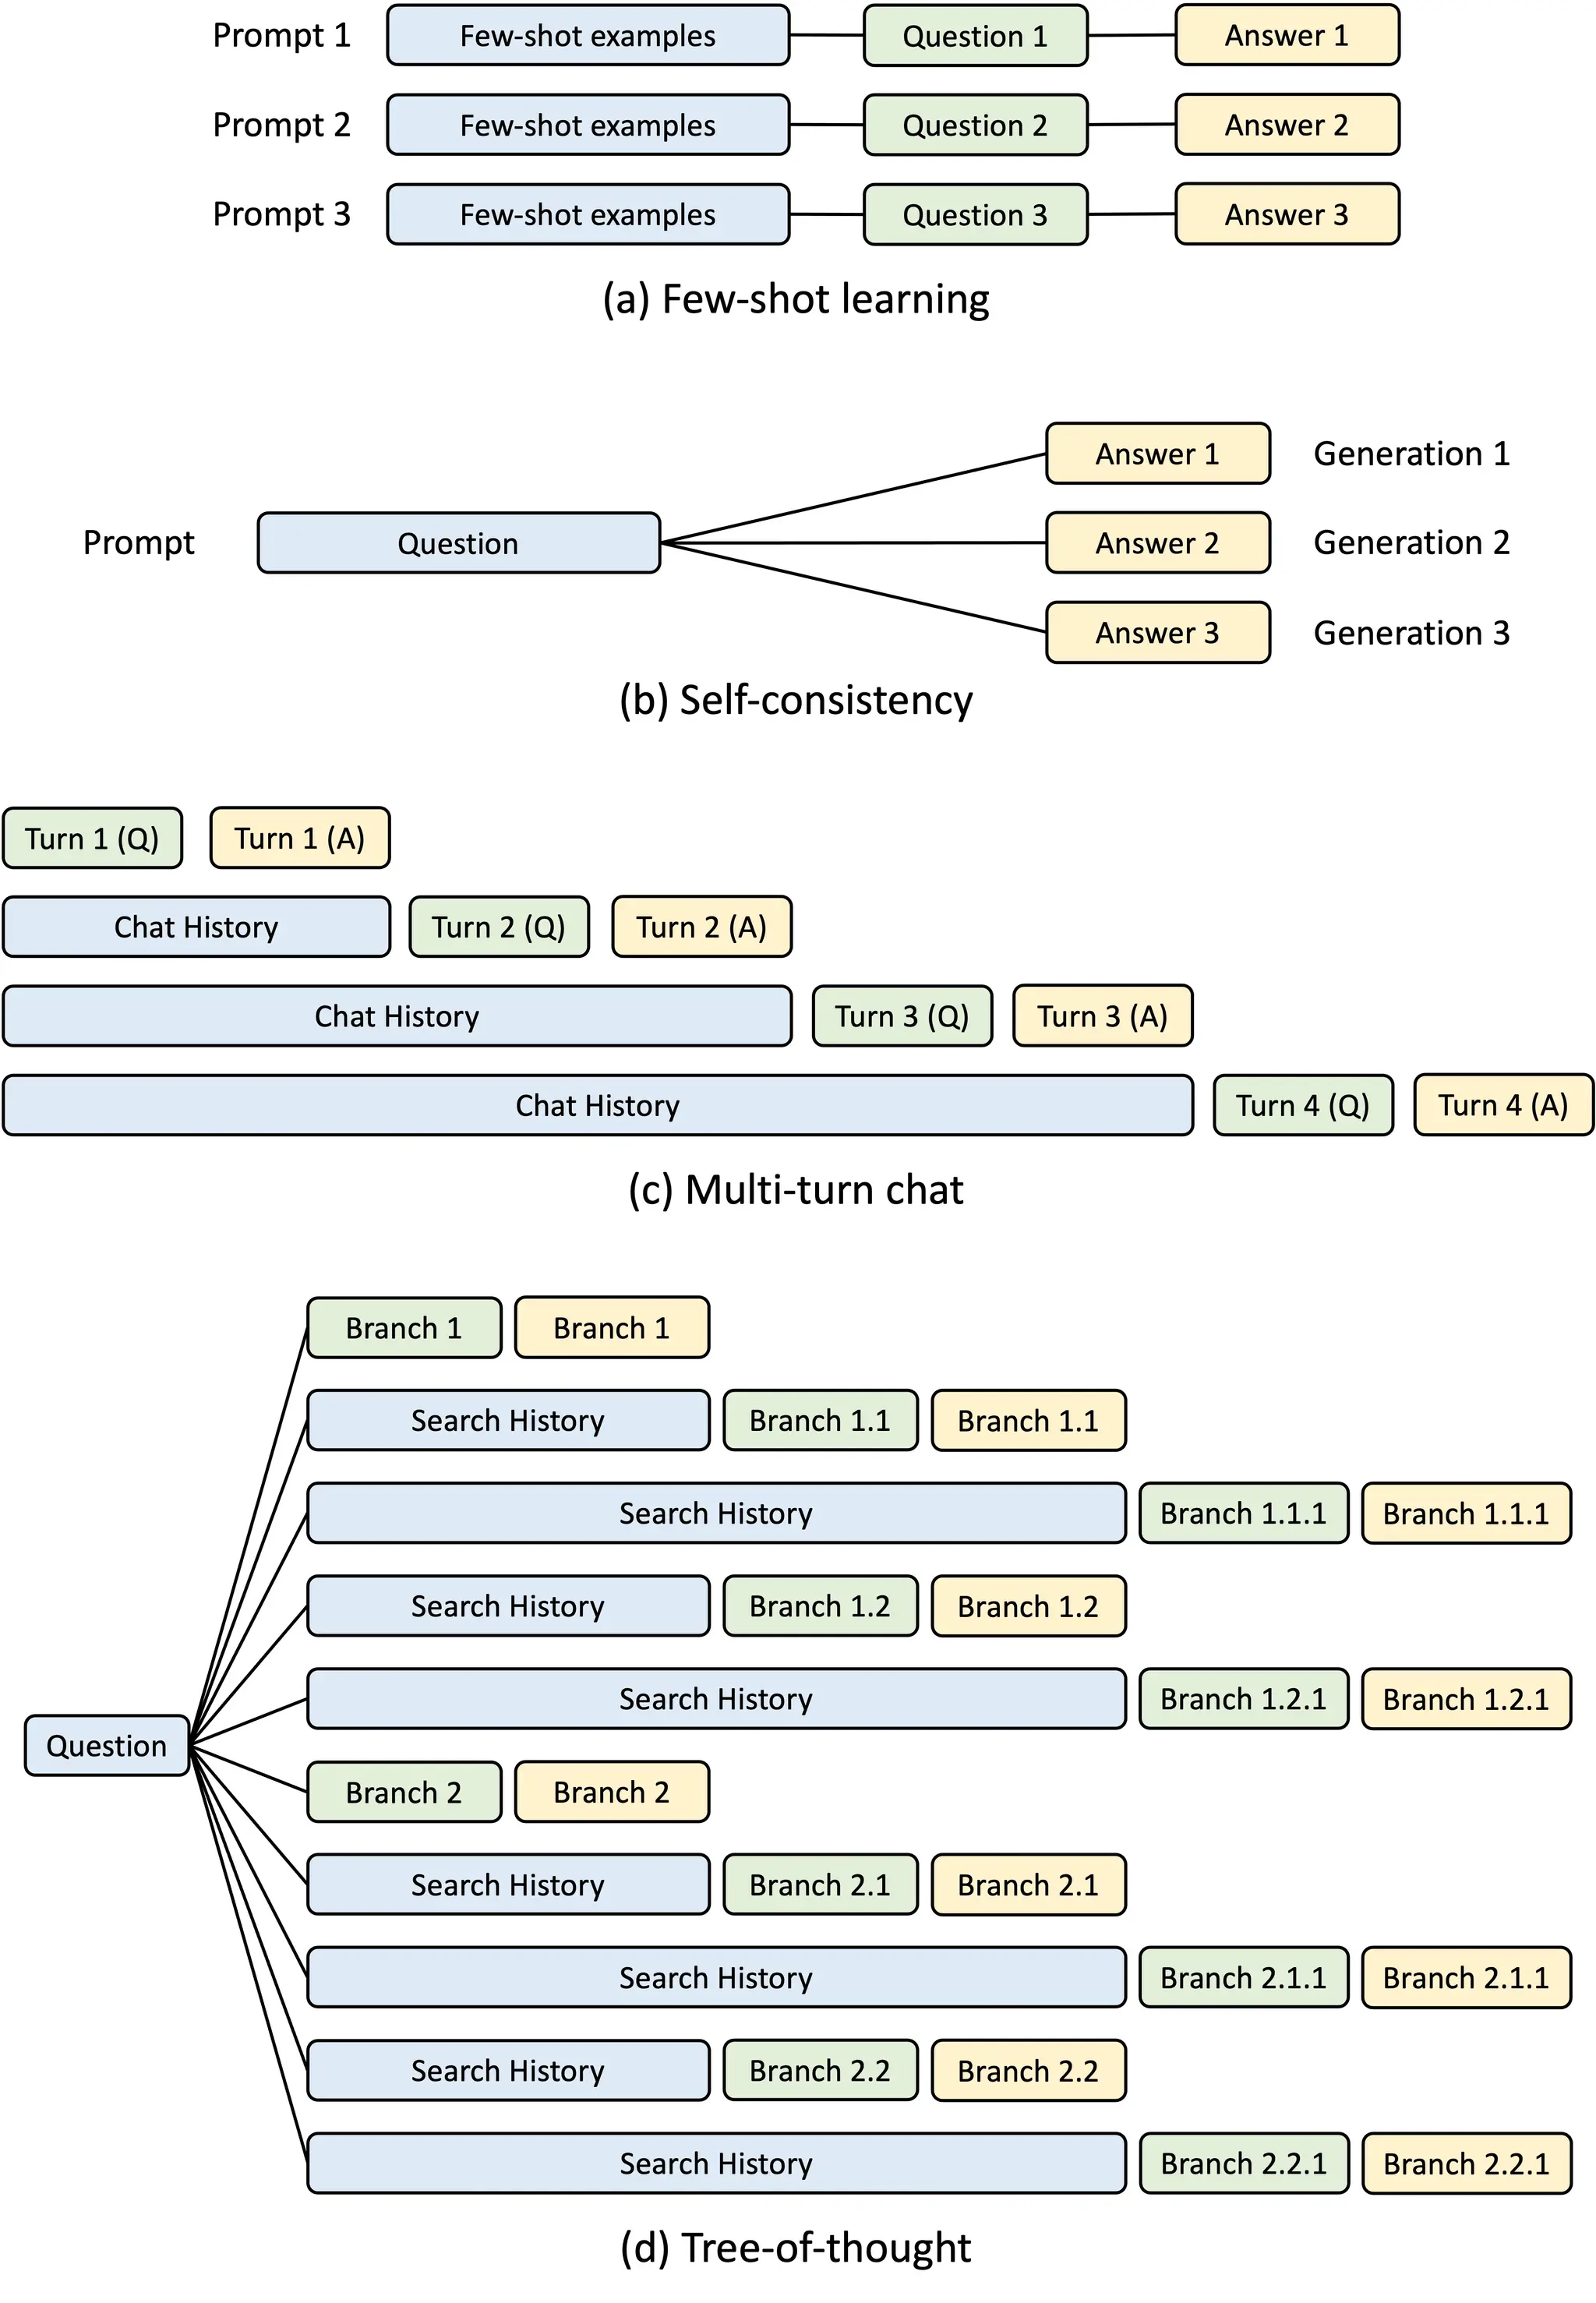 Prompt 1 Few-shot examples Question 1 Answer 1
Prompt 2 Few-shot examples Question 2 Answer 2
Prompt 3 Few-shot examples Question 3 Answer 3
(a) Few-shot learning
Answer 1 Generation 1
Prompt Question Answer 2 Generation 2
Answer 3 Generation 3
(b) Self-consistency
Turn 1 (Q) Turn 1 (A)
Chat History Turn 2 (Q) Turn 2 (A)
Chat History Turn 3 (Q) Turn 3 (A)
Chat History Turn 4 (Q) Turn 4 (A)
(c) Multi-turn chat
Branch 1 Branch 1
Search History Branch 1.1 Branch 1.1
Search History Branch 1.1.1 Branch 1.1.1
Search History Branch 1.2 Branch 1.2
Search History Branch 1.2.1 Branch 1.2.1
Question
Branch 2 Branch 2
Search History Branch 2.1 Branch 2.1
Search History Branch 2.1.1 Branch 2.1.1
Search History Branch 2.2 Branch 2.2
Search History Branch 2.2.1 Branch 2.2.1
(d) Tree-of-thought